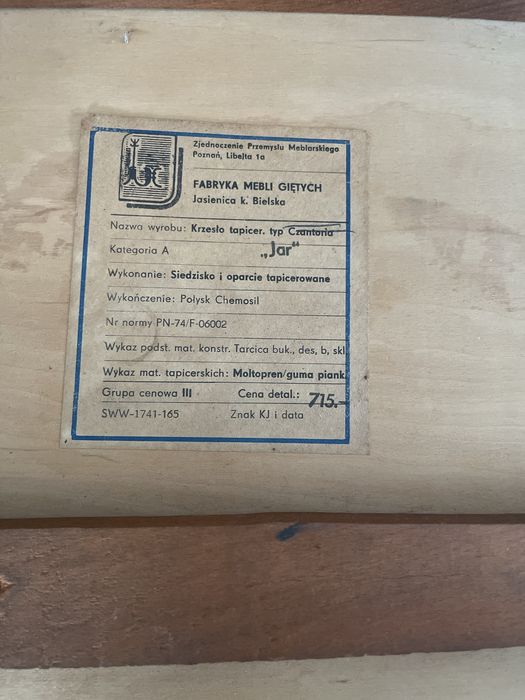 Zjednoczenie Przemysłu Meblarskiego
Poznań, Libelta 1a
FABRYKA MEBLI GIĘTYCH
Jasienica k. Bielska
Nazwa wyrobu: Krzesło tapicer. typ Czantoria
Kategoria A „Jar"
Wykonanie: Siedzisko i oparcie tapicerowane
Wykończenie: Połysk Chemosil
Nr normy PN-74/F-06002
Wykaz podst. mat. konstr. Tarcica buk., des, b, skl
Wykaz mat. tapicerskich: Moltopren/guma piank.
Grupa cenowa III Cena detal.: 715.-
SWW-1741-165 Znak KJ i data